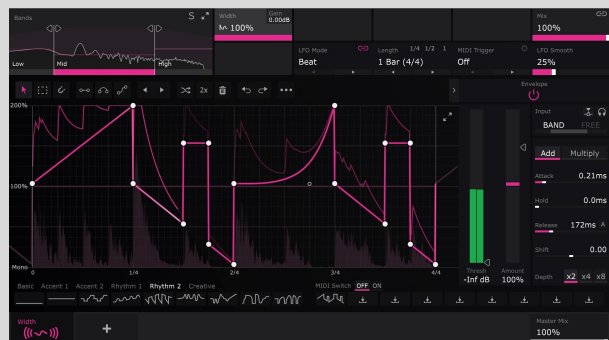 Bands
S
Low
Mid
High
Width
Gain
0.00dB
100%
Mix
100%
LFO Mode
Beat
Length 1/4 1/2 1
1 Bar (4/4)
MIDI Trigger
Off
LFO Smooth
25%
2x
Envelope
200%
100%
Mono
0
1/4
2/4
3/4
4/4
Thresh
-Inf dB
Amount
100%
Input
BAND FREE
Add Multiply
Attack 0.21ms
Hold 0.0ms
Release 172ms A
Shift 0.00
Depth x2 x4 x8
Basic Accent 1 Accent 2 Rhythm 1 Rhythm 2 Creative
MIDI Switch OFF ON
Width
+
Master Mix
100%